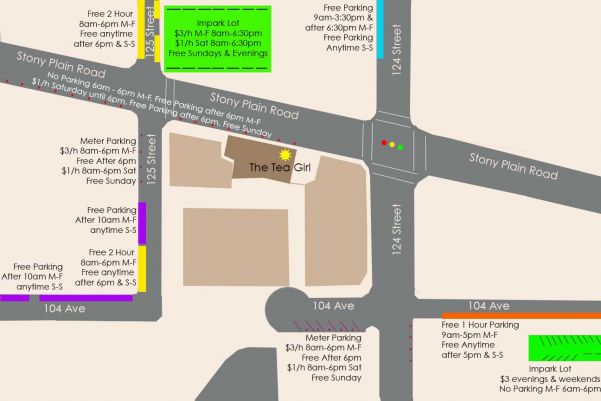 Free 2 Hour
8am-6pm M-F
Free anytime
after 6pm & S-S
125 Street
Impark Lot
$3/h M-F 8am-6:30pm
$1/h Sat 8am-6:30pm
Free Sundays & Evenings
Free Parking
9am-3:30pm &
after 6:30pm M-F
Free Parking
Anytime S-S
124 Street
Stony Plain Road
Stony Plain Road
Stony Plain Road
No Parking 6am - 6pm M-F. Free Parking after 6pm M-F
$1/h Saturday until 6pm. Free Parking after 6pm. Free Sunday
Meter Parking
$3/h 8am-6pm M-F
Free After 6pm
$1/h 8am-6pm Sat
Free Sunday
125 Street
The Tea Girl
Free Parking
After 10am M-F
anytime S-S
124 Street
Free 2 Hour
8am-6pm M-F
Free anytime
after 6pm & S-S
Free Parking
After 10am M-F
anytime S-S
104 Ave
104 Ave
104 Ave
Meter Parking
$3/h 8am-6pm M-F
Free After 6pm
$1/h 8am-6pm Sat
Free Sunday
Free 1 Hour Parking
9am-5pm M-F
Free Anytime
after 5pm & S-S
Impark Lot
$3 evenings & weekends
No Parking M-F 6am-6pm